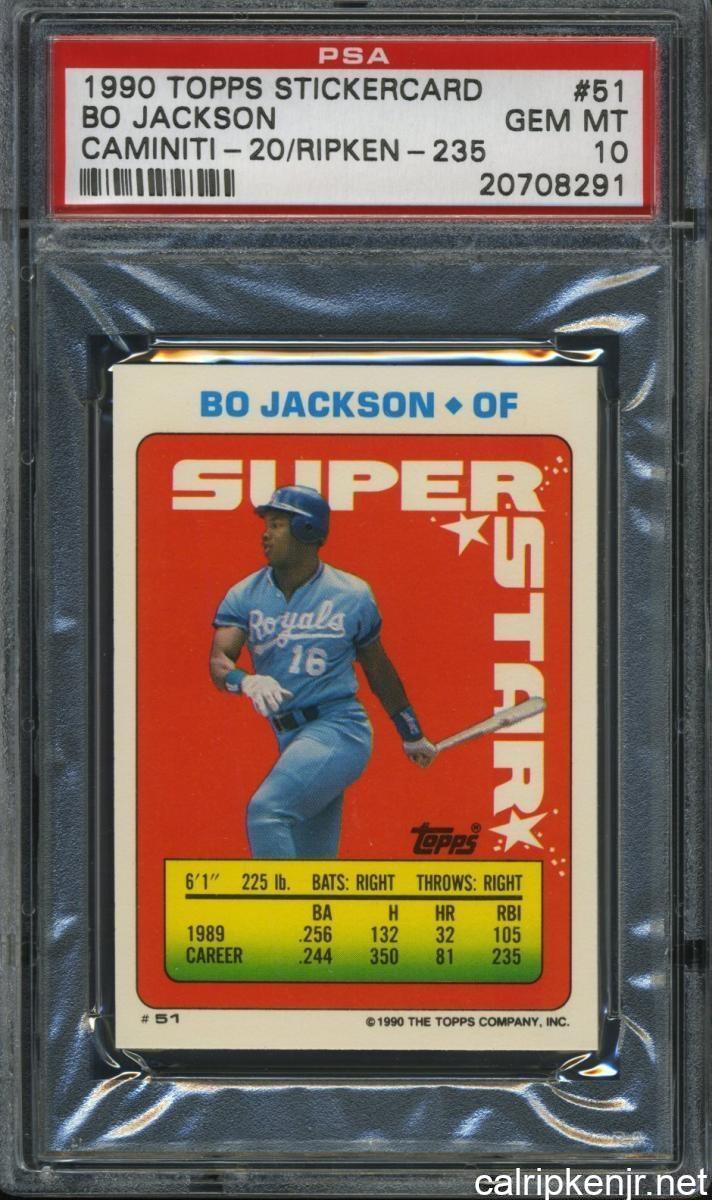 PSA
1990 TOPPS STICKERCARD #51
BO JACKSON GEM MT
CAMINITI - 20/RIPKEN - 235 10
20708291
BO JACKSON ◆ OF
SUPER
STAR
Royals
16
topps®
6'1" 225 lb. BATS: RIGHT THROWS: RIGHT
BA H HR RBI
1989 .256 132 32 105
CAREER .244 350 81 235
# 51 ©1990 THE TOPPS COMPANY, INC.
calripkenjr.net